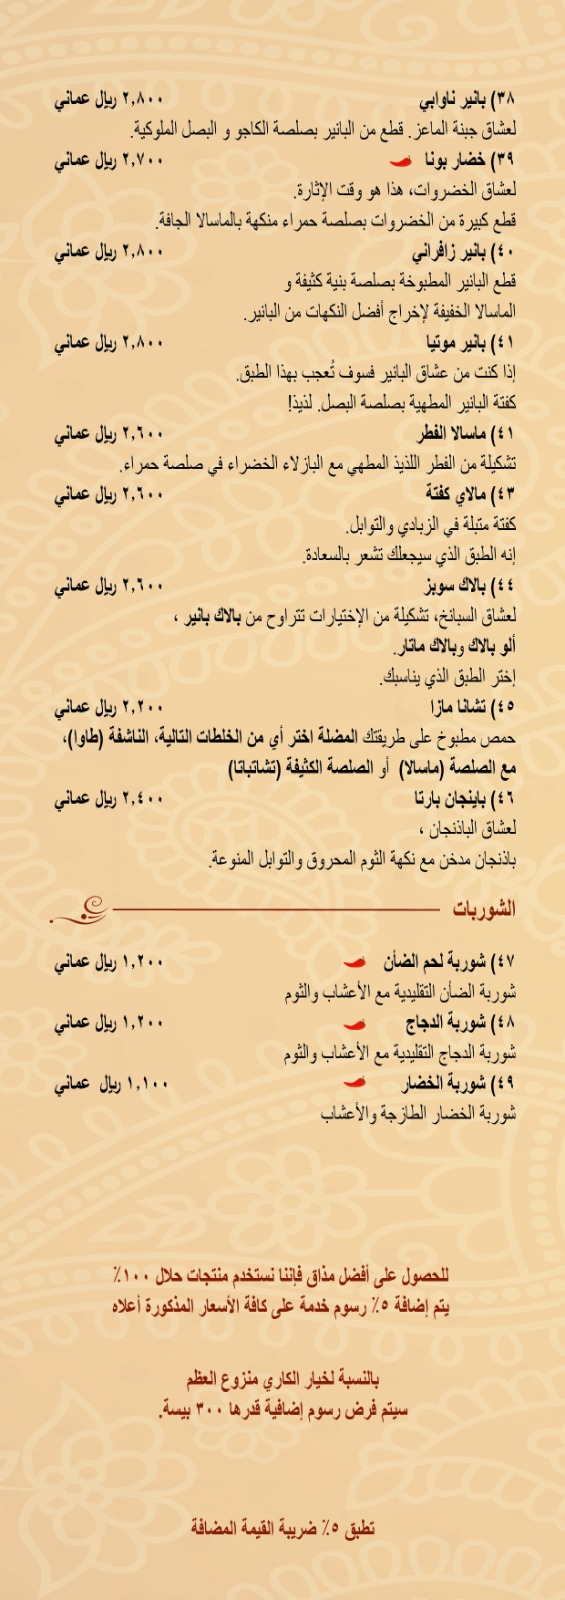 ٣٨) بانير ناوابي ٢,٨٠٠ ريال عماني
لعشاق جبنة الماعز. قطع من البانير بصلصة الكاجو و البصل الملوكية.
٣٩) خضار بونا ٢,٧٠٠ ريال عماني
لعشاق الخضروات، هذا هو وقت الإثارة.
قطع كبيرة من الخضروات بصلصة حمراء منكهة بالماسالا الجافة.
٤٠) بانير زافراني ٢,٨٠٠ ريال عماني
قطع البانير المطبوخة بصلصة بنية كثيفة و
الماسالا الخفيفة لإخراج أفضل النكهات من البانير.
٤١) بانير موتيا ٢,٨٠٠ ريال عماني
إذا كنت من عشاق البانير فسوف تُعجب بهذا الطبق.
كفتة البانير المطهية بصلصة البصل. لذيذ!
٤١) ماسالا الفطر ٢,٦٠٠ ريال عماني
تشكيلة من الفطر اللذيذ المطهي مع البازلاء الخضراء في صلصة حمراء.
٤٣) مالاي كفتة ٢,٦٠٠ ريال عماني
كفتة متبلة في الزبادي والتوابل.
إنه الطبق الذي سيجعلك تشعر بالسعادة.
٤٤) بالاك سوبز ٢,٦٠٠ ريال عماني
لعشاق السبانخ، تشكيلة من الإختيارات تتراوح من بالاك بانير ،
ألو بالاك وبالاك ماتار.
إختر الطبق الذي يناسبك.
٤٥) تشانا مازا ٢,٢٠٠ ريال عماني
حمص مطبوخ على طريقتك المضلة اختر أي من الخلطات التالية، الناشفة (طاوا)،
مع الصلصة (ماسالا) أو الصلصة الكثيفة (تشاتباتا)
٤٦) باينجان بارتا ٢,٤٠٠ ريال عماني
لعشاق الباذنجان ،
باذنجان مدخن مع نكهة الثوم المحروق والتوابل المنوعة.
الشوربات
٤٧) شوربة لحم الضأن ١,٢٠٠ ريال عماني
شوربة الضأن التقليدية مع الأعشاب والثوم
٤٨) شوربة الدجاج ١,٢٠٠ ريال عماني
شوربة الدجاج التقليدية مع الأعشاب والثوم
٤٩) شوربة الخضار ١,١٠٠ ريال عماني
شوربة الخضار الطازجة والأعشاب
للحصول على أفضل مذاق فإننا نستخدم منتجات حلال ١٠٠٪
يتم إضافة ٥٪ رسوم خدمة على كافة الأسعار المذكورة أعلاه
بالنسبة لخيار الكاري منزوع العظم
سيتم فرض رسوم إضافية قدرها ٣٠٠ بيسة.
تطبق ٥٪ ضريبة القيمة المضافة